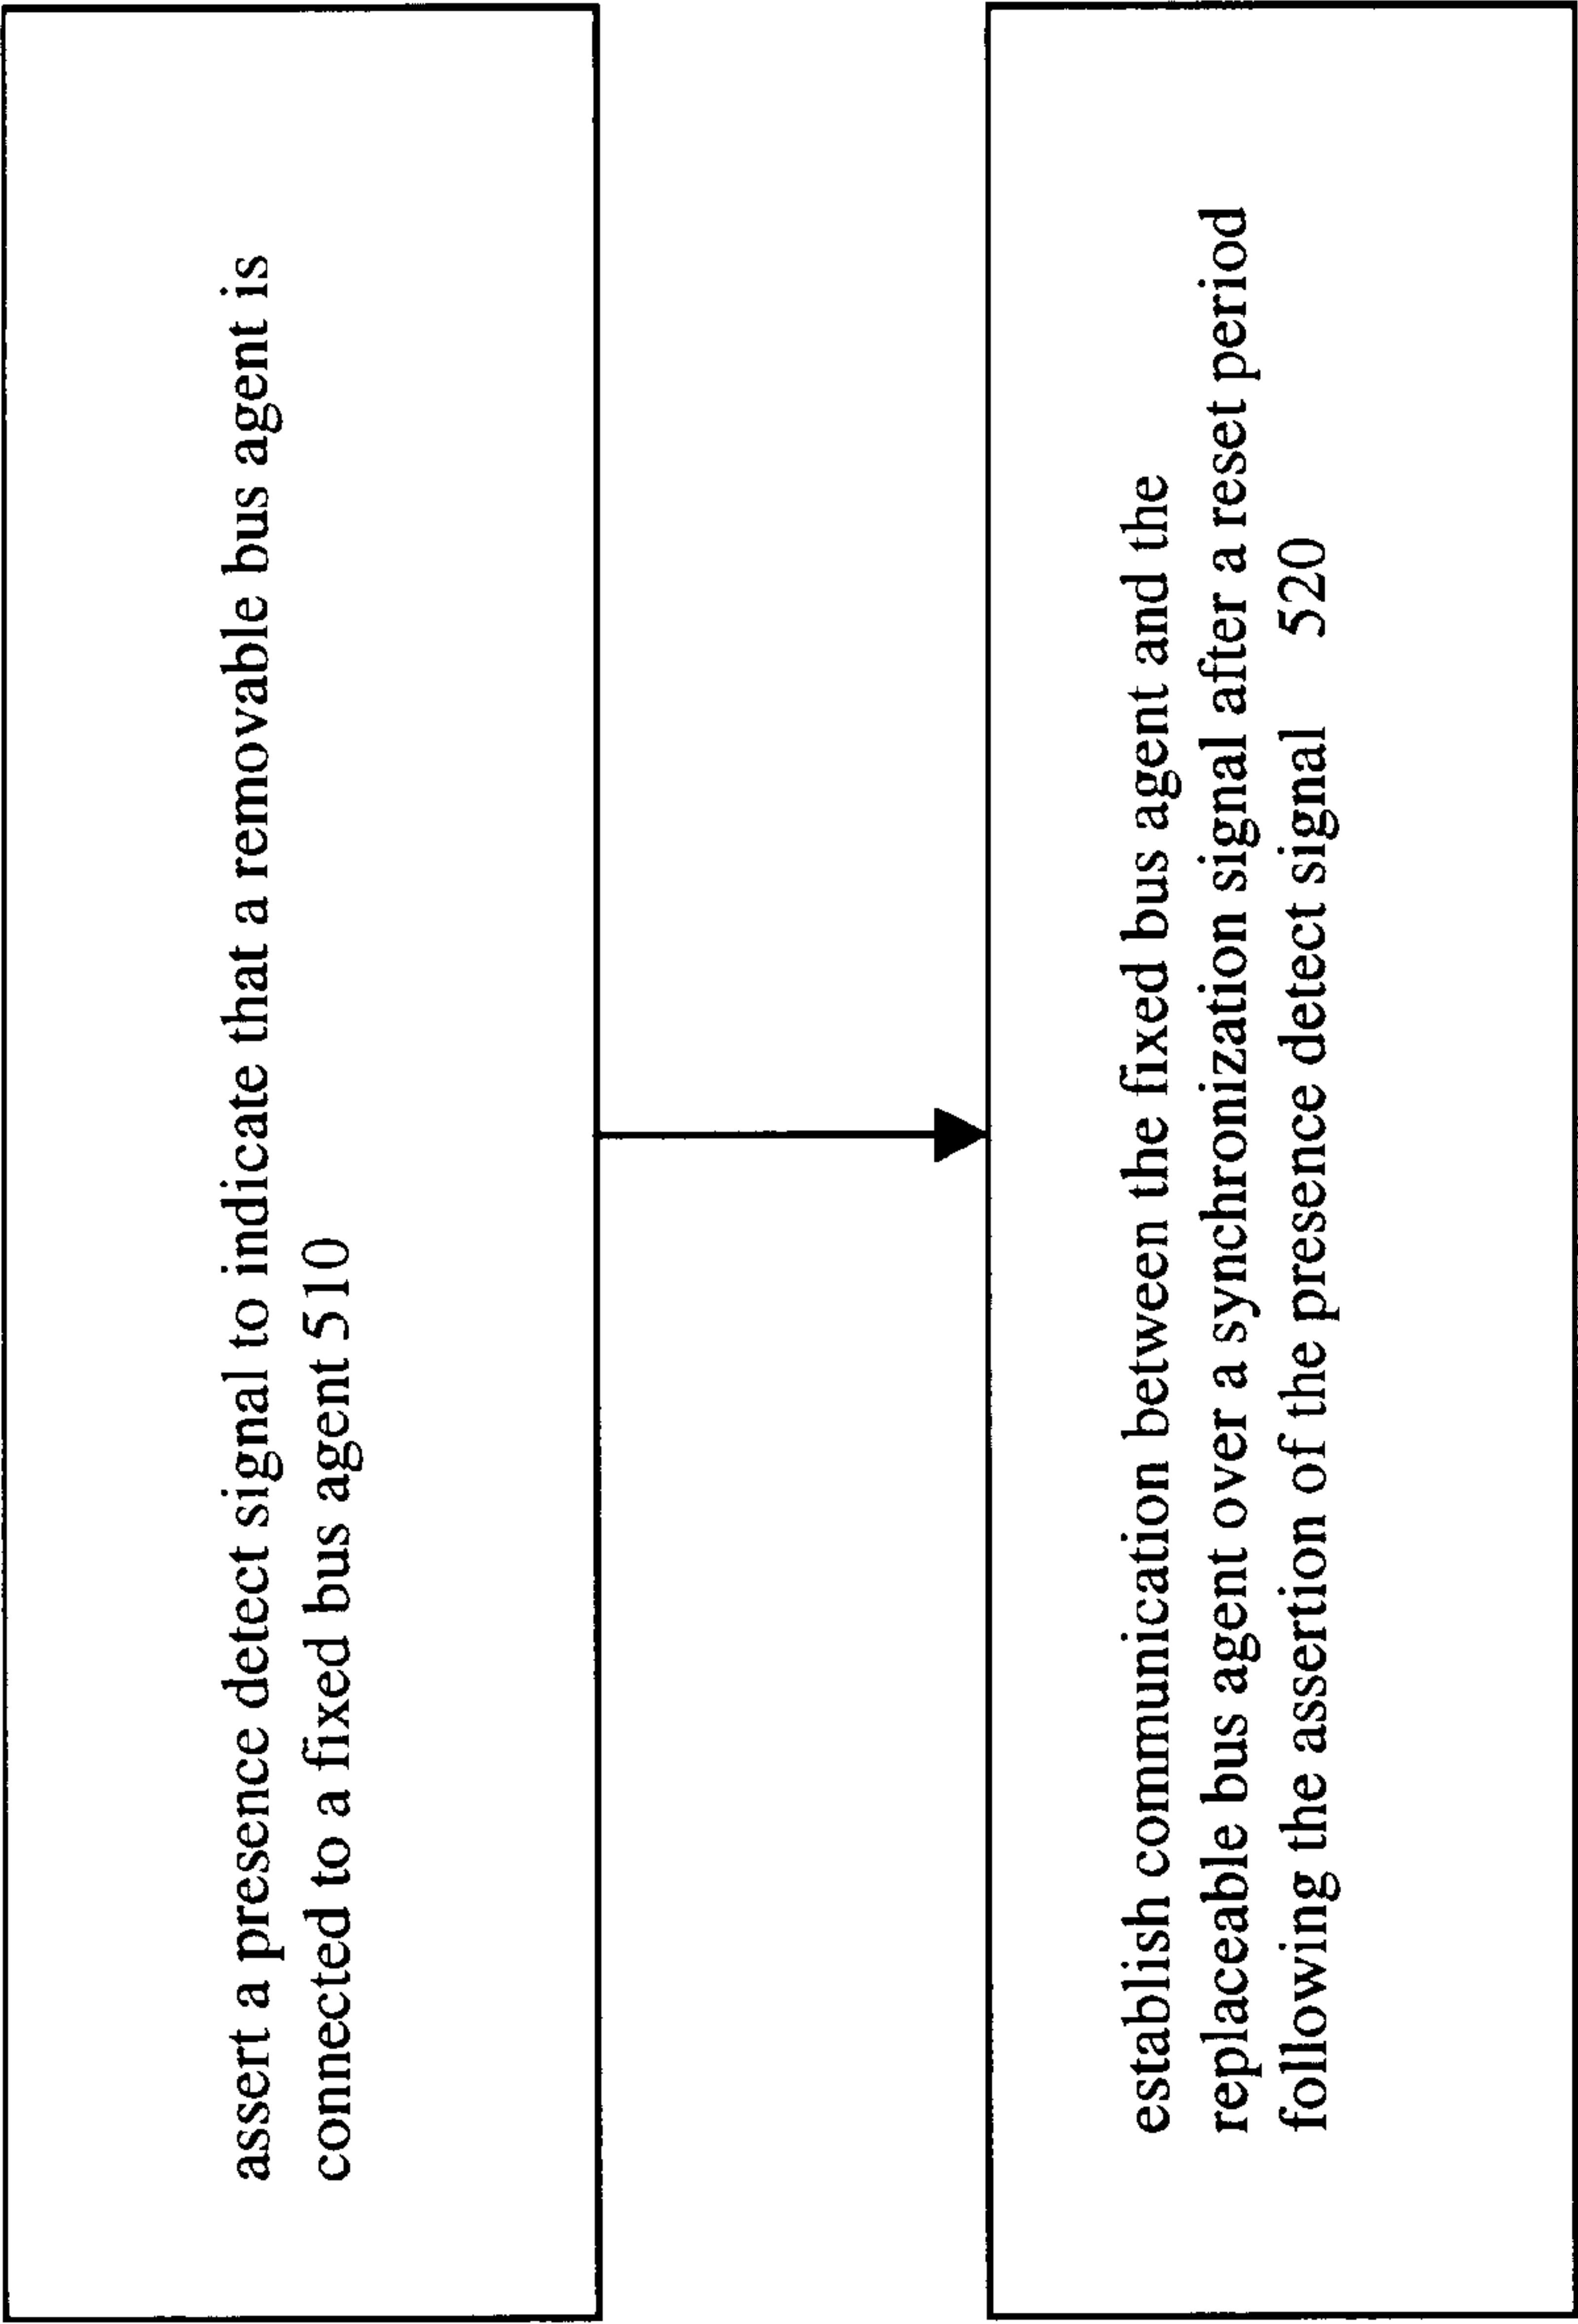 assert a presence detect signal to indicate that a removable bus agent is
connected to a fixed bus agent 510
establish communication between the fixed bus agent and the
replaceable bus agent over a synchronization signal after a reset period
following the assertion of the presence detect signal 520